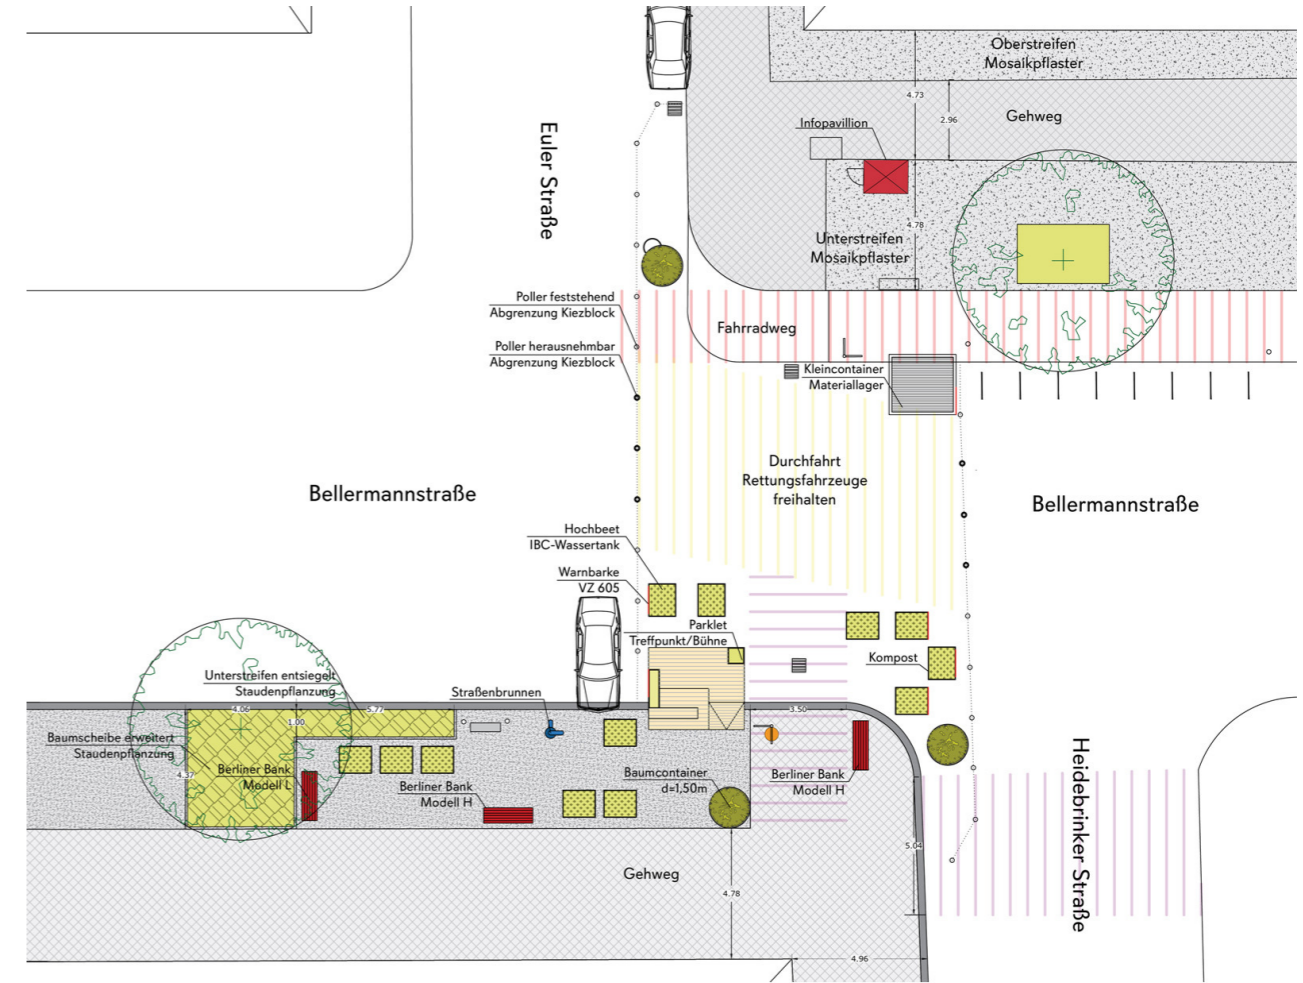 Oberstreifen
Mosaikpflaster
4.73
2.96
Gehweg
Infopavillion
Euler Straße
4.78
Unterstreifen
Mosaikpflaster
Poller feststehend
Abgrenzung Kiezblock
Fahrradweg
Poller herausnehmbar
Abgrenzung Kiezblock
Kleincontainer
Materiallager
Durchfahrt
Rettungsfahrzeuge
freihalten
Bellermannstraße
Bellermannstraße
Hochbeet
IBC-Wassertank
Warnbarke
VZ 605
Parklet
Treffpunkt/Bühne
Kompost
Unterstreifen entsiegelt
Staudenpflanzung
Straßenbrunnen
4.06
5.77
3.50
1.00
Baumscheibe erweitert
Staudenpflanzung
4.37
Berliner Bank
Modell L
Berliner Bank
Modell H
Baumcontainer
d=1,50m
Berliner Bank
Modell H
Heidebrinker Straße
5.04
Gehweg
4.78
4.96